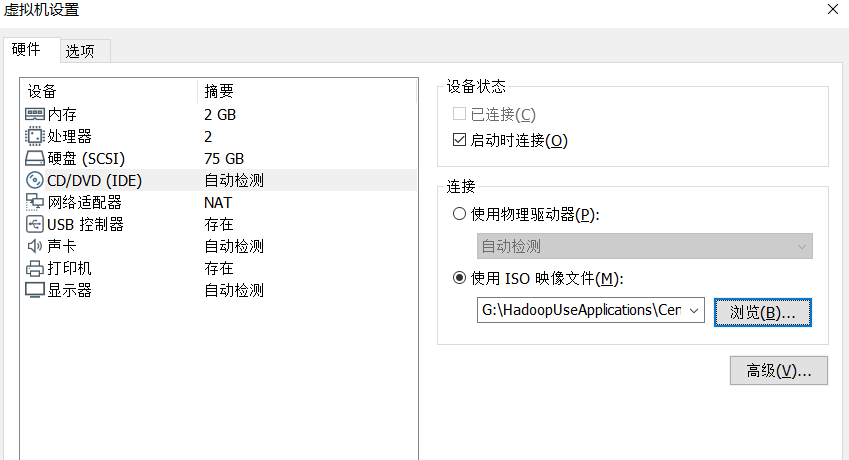 虚拟机设置
硬件 选项
设备 摘要
内存 2 GB
处理器 2
硬盘 (SCSI) 75 GB
CD/DVD (IDE) 自动检测
网络适配器 NAT
USB 控制器 存在
声卡 自动检测
打印机 存在
显示器 自动检测
设备状态
已连接(C)
启动时连接(O)
连接
使用物理驱动器(P):
自动检测
使用 ISO 映像文件(M):
G:\HadoopUseApplications\Cen
浏览(B)...
高级(V)...